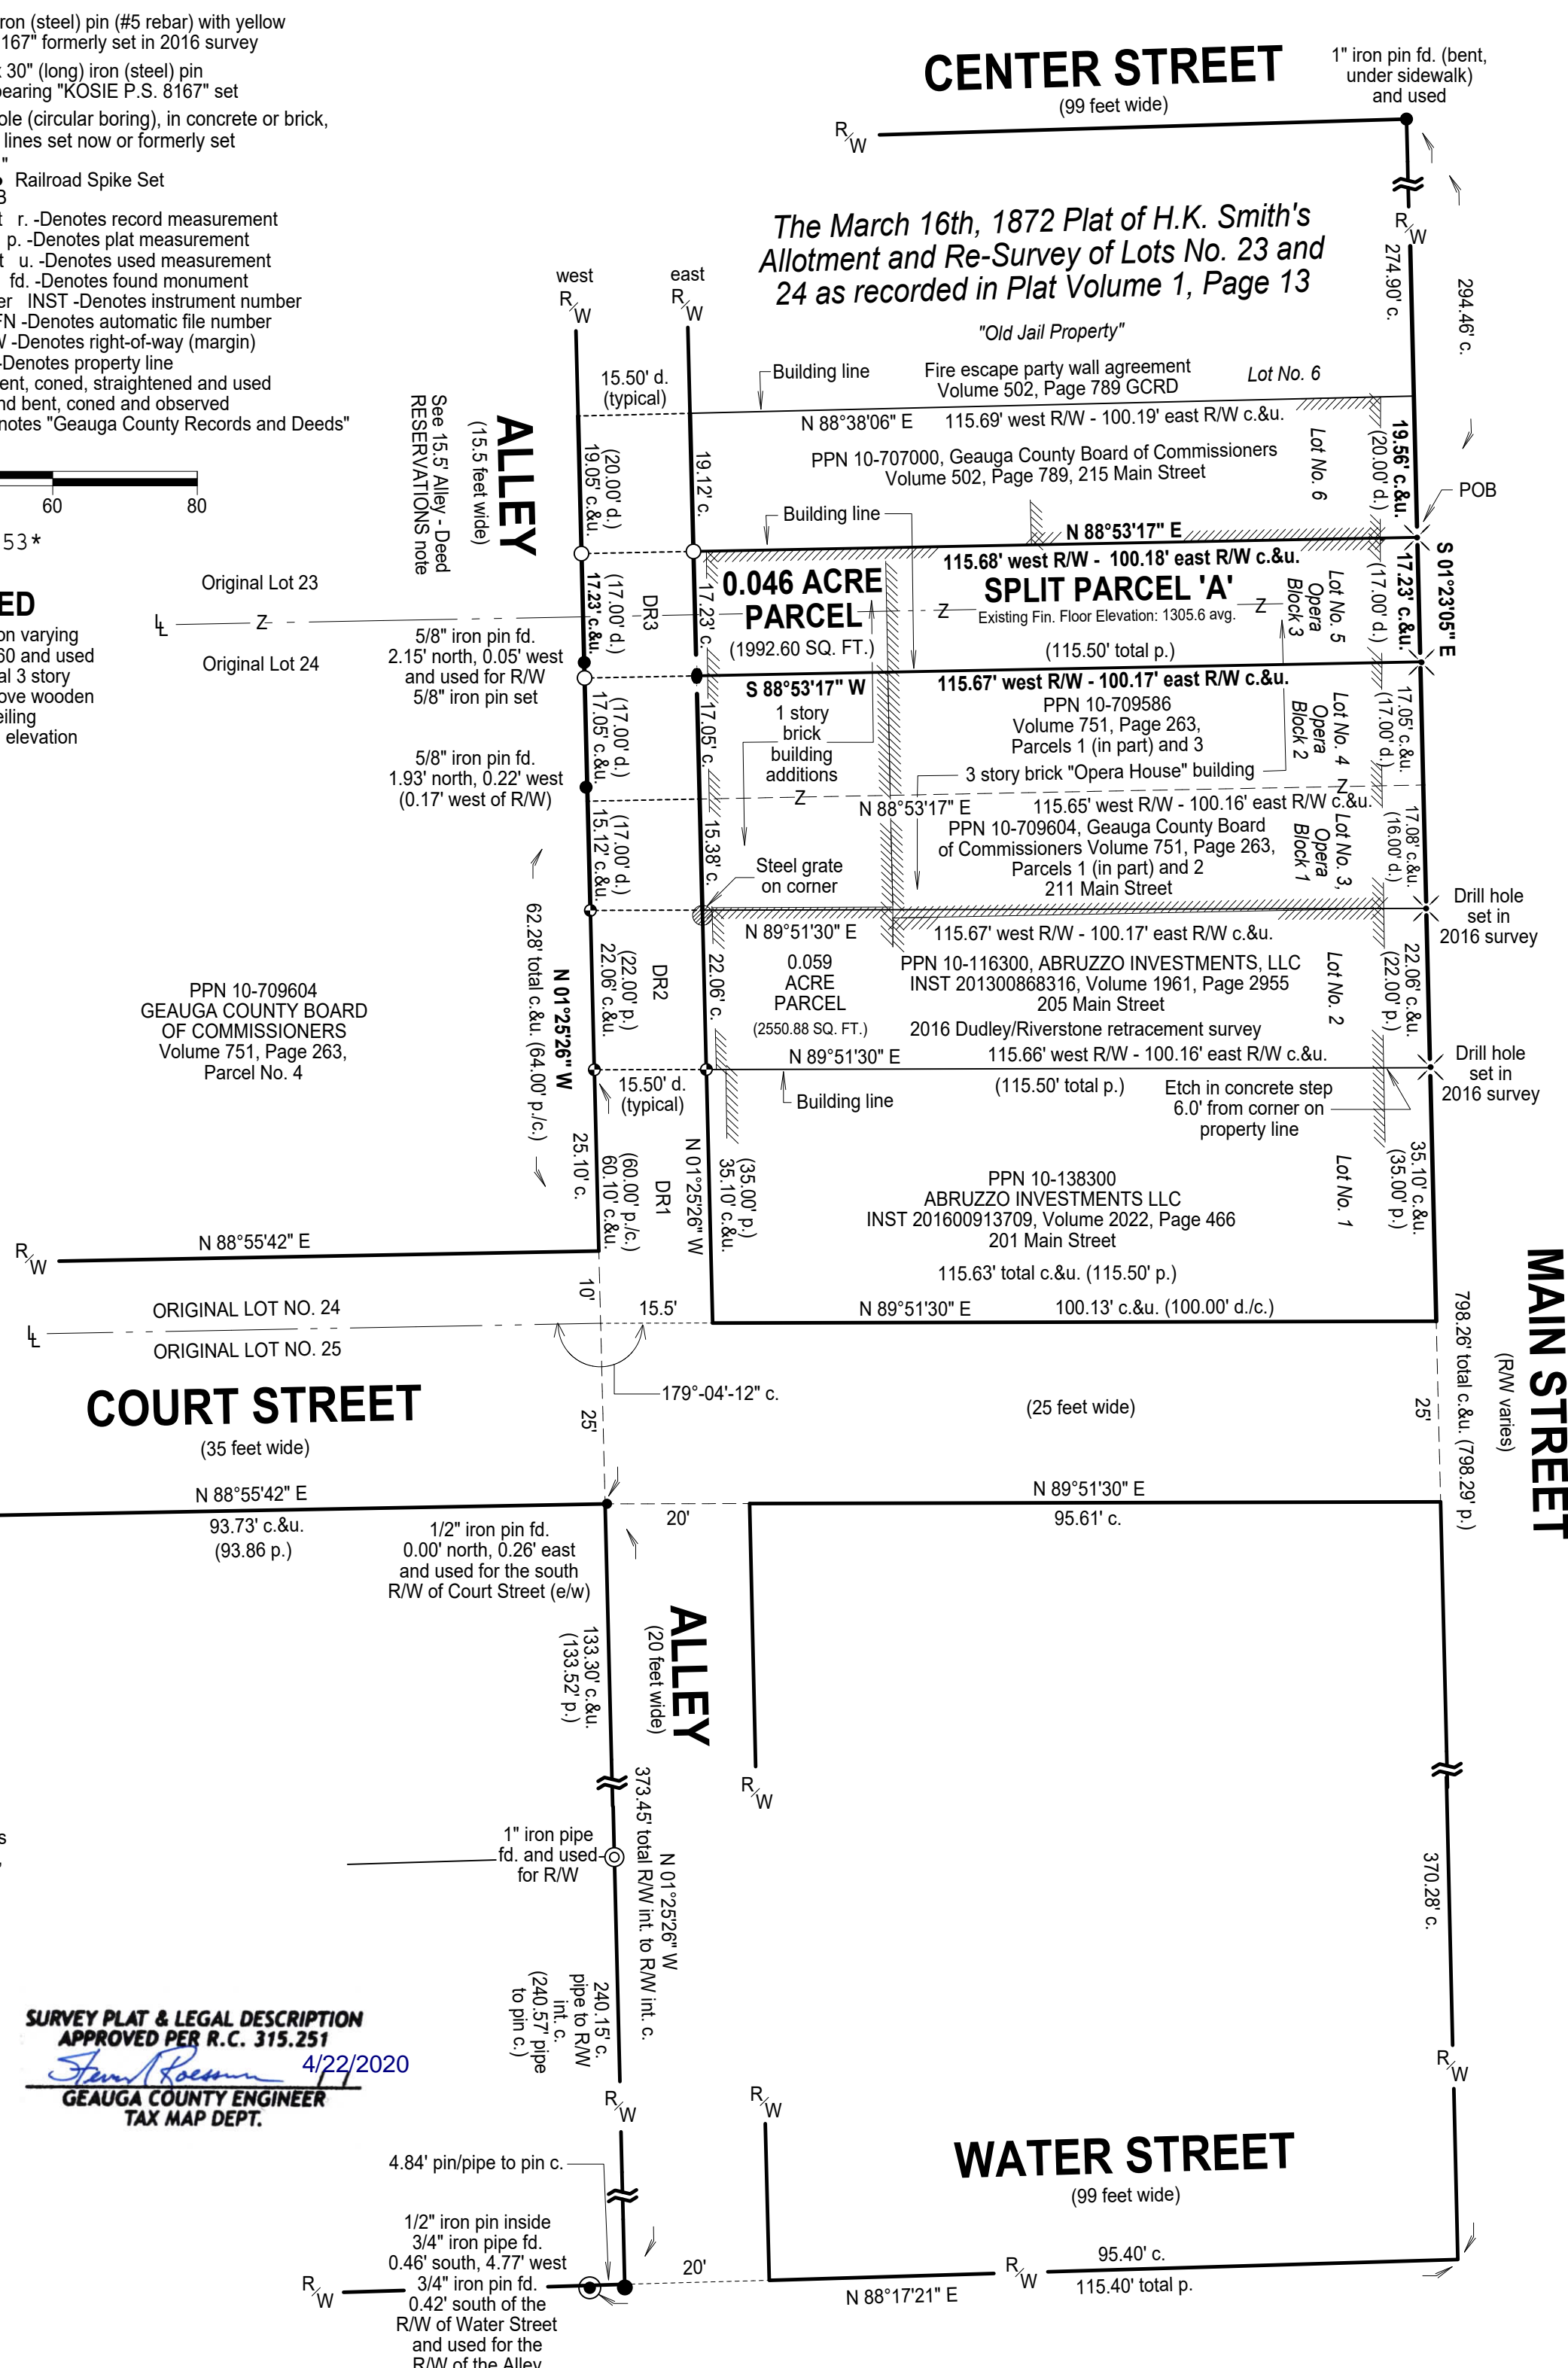 ron (steel) pin (#5 rebar) with yellow
167" formerly set in 2016 survey
x 30" (long) iron (steel) pin
bearing "KOSIE P.S. 8167" set
ole (circular boring), in concrete or brick,
lines set now or formerly set
Railroad Spike Set
t r. -Denotes record measurement
p. -Denotes plat measurement
t u. -Denotes used measurement
fd. -Denotes found monument
er INST -Denotes instrument number
FN -Denotes automatic file number
W -Denotes right-of-way (margin)
-Denotes property line
ent, coned, straightened and used
nd bent, coned and observed
notes "Geauga County Records and Deeds"
60 80
53*
ED
on varying
60 and used
al 3 story
ove wooden
eiling
elevation
CENTER STREET
(99 feet wide)
1" iron pin fd. (bent,
under sidewalk)
and used
R/W
R/W
274.90' c.
294.46' c.
The March 16th, 1872 Plat of H.K. Smith's
Allotment and Re-Survey of Lots No. 23 and
24 as recorded in Plat Volume 1, Page 13
"Old Jail Property"
west
R/W
east
R/W
15.50' d.
(typical)
Building line
Fire escape party wall agreement
Volume 502, Page 789 GCRD
Lot No. 6
N 88°38'06" E 115.69' west R/W - 100.19' east R/W c.&u.
PPN 10-707000, Geauga County Board of Commissioners
Volume 502, Page 789, 215 Main Street
Lot No. 6
19.56' c.&u.
(20.00' d.)
POB
ALLEY
(15.5 feet wide)
See 15.5' Alley - Deed
RESERVATIONS note
(20.00' d.)
19.05' c.&u.
19.12' c.
Building line
N 88°53'17" E
115.68' west R/W - 100.18' east R/W c.&u.
S 01°23'05" E
17.23' c.&u.
(17.00' d.)
0.046 ACRE
PARCEL
(1992.60 SQ. FT.)
SPLIT PARCEL 'A'
Existing Fin. Floor Elevation: 1305.6 avg.
(115.50' total p.)
Lot No. 5
Opera
Block 3
Original Lot 23
Z Z Z
Original Lot 24
DR3
(17.00' d.)
17.23' c.&u.
17.23' c.
5/8" iron pin fd.
2.15' north, 0.05' west
and used for R/W
5/8" iron pin set
S 88°53'17" W 115.67' west R/W - 100.17' east R/W c.&u.
1 story
brick
building
additions
PPN 10-709586
Volume 751, Page 263,
Parcels 1 (in part) and 3
Lot No. 4
Opera
Block 2
17.05' c.&u.
(17.00' d.)
(17.00' d.)
17.05' c.&u.
17.05' c.
5/8" iron pin fd.
1.93' north, 0.22' west
(0.17' west of R/W)
3 story brick "Opera House" building
Z Z
N 88°53'17" E 115.65' west R/W - 100.16' east R/W c.&u.
PPN 10-709604, Geauga County Board
of Commissioners Volume 751, Page 263,
Parcels 1 (in part) and 2
211 Main Street
Lot No. 3,
Opera
Block 1
17.08' c.&u.
(16.00' d.)
(17.00' d.)
15.12' c.&u.
15.38' c.
Steel grate
on corner
Drill hole
set in
2016 survey
N 89°51'30" E 115.67' west R/W - 100.17' east R/W c.&u.
0.059
ACRE
PARCEL
(2550.88 SQ. FT.)
PPN 10-116300, ABRUZZO INVESTMENTS, LLC
INST 201300868316, Volume 1961, Page 2955
205 Main Street
2016 Dudley/Riverstone retracement survey
Lot No. 2
22.06' c.&u.
(22.00' p.)
DR2
(22.00' p.)
22.06' c.&u.
22.06' c.
N 01°25'26" W
62.28' total c.&u. (64.00' p./c.)
PPN 10-709604
GEAUGA COUNTY BOARD
OF COMMISSIONERS
Volume 751, Page 263,
Parcel No. 4
N 89°51'30" E 115.66' west R/W - 100.16' east R/W c.&u.
15.50' d.
(typical)
Building line
(115.50' total p.)
Etch in concrete step
6.0' from corner on
property line
Drill hole
set in
2016 survey
25.10' c.
DR1
(60.00' p./c.)
60.10' c.&u.
N 01°25'26" W
(35.00' p.)
35.10' c.&u.
PPN 10-138300
ABRUZZO INVESTMENTS LLC
INST 201600913709, Volume 2022, Page 466
201 Main Street
Lot No. 1
35.10' c.&u.
(35.00' p.)
115.63' total c.&u. (115.50' p.)
N 89°51'30" E 100.13' c.&u. (100.00' d./c.)
R/W
N 88°55'42" E
10'
15.5'
ORIGINAL LOT NO. 24
ORIGINAL LOT NO. 25
MAIN STREET
(R/W varies)
798.26' total c.&u. (798.29' p.)
COURT STREET
(35 feet wide)
179°-04'-12" c.
25'
(25 feet wide)
25'
N 88°55'42" E
93.73' c.&u.
(93.86 p.)
20'
N 89°51'30" E
95.61' c.
1/2" iron pin fd.
0.00' north, 0.26' east
and used for the south
R/W of Court Street (e/w)
ALLEY
(20 feet wide)
133.30' c.&u.
(133.52' p.)
R/W
N 01°25'26" W
373.45' total R/W int. to R/W int. c.
1" iron pipe
fd. and used
for R/W
370.28' c.
240.15' c.
pipe to R/W
int. c.
(240.57' pipe
to pin c.)
SURVEY PLAT & LEGAL DESCRIPTION
APPROVED PER R.C. 315.251
4/22/2020
GEAUGA COUNTY ENGINEER
TAX MAP DEPT.
R/W
R/W
R/W
WATER STREET
(99 feet wide)
4.84' pin/pipe to pin c.
1/2" iron pin inside
3/4" iron pipe fd.
0.46' south, 4.77' west
3/4" iron pin fd.
0.42' south of the
R/W of Water Street
and used for the
R/W of the Alley
R/W
20'
R/W
95.40' c.
115.40' total p.
N 88°17'21" E